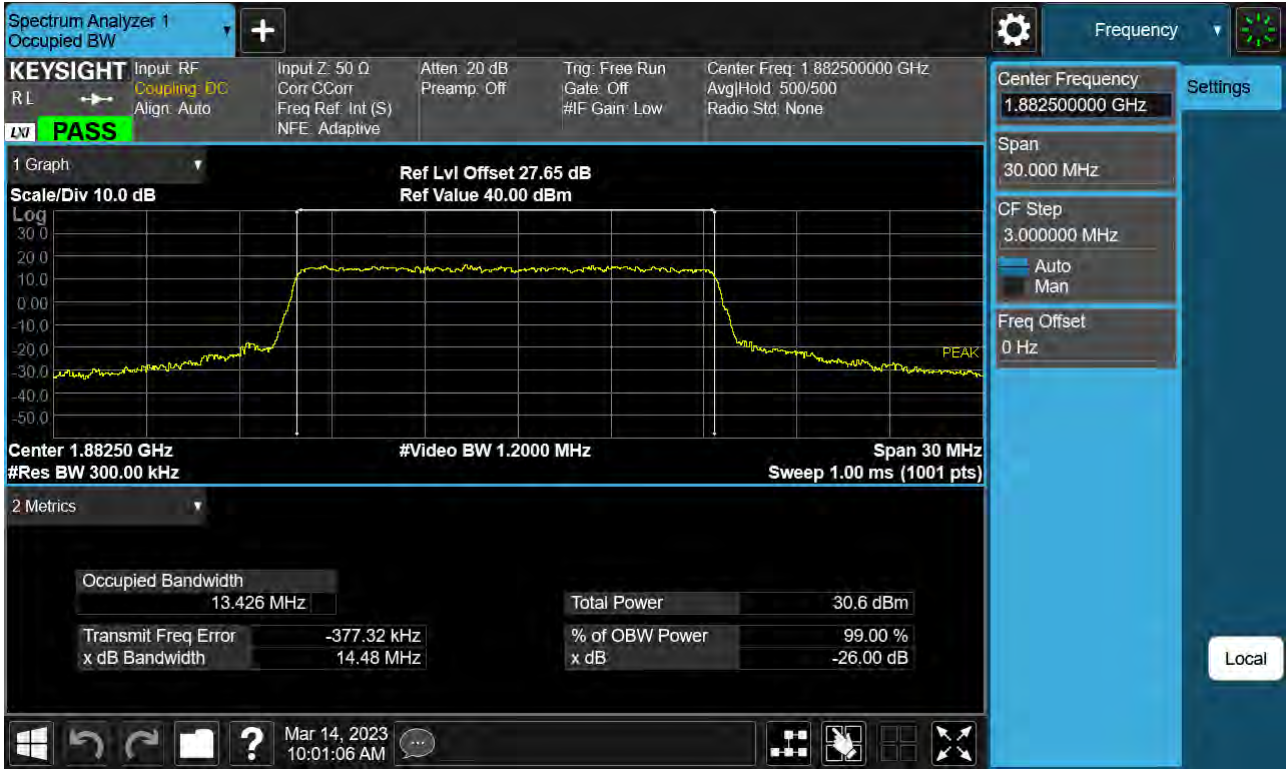 Spectrum Analyzer 1
Occupied BW
+
Frequency
KEYSIGHT
R L
LXI
PASS
Input: RF
Coupling: DC
Align: Auto
Input Z: 50 Ω
Corr CCorr
Freq Ref: Int (S)
NFE: Adaptive
Atten: 20 dB
Preamp: Off
Trig: Free Run
Gate: Off
#IF Gain: Low
Center Freq: 1.882500000 GHz
Avg|Hold: 500/500
Radio Std: None
Center Frequency
1.882500000 GHz
Settings
Span
30.000 MHz
CF Step
3.000000 MHz
Auto
Man
Freq Offset
0 Hz
1 Graph
Scale/Div 10.0 dB
Ref Lvl Offset 27.65 dB
Ref Value 40.00 dBm
Log
30.0
20.0
10.0
0.00
-10.0
-20.0
-30.0
-40.0
-50.0
PEAK
Center 1.88250 GHz
#Video BW 1.2000 MHz
Span 30 MHz
#Res BW 300.00 kHz
Sweep 1.00 ms (1001 pts)
2 Metrics
Occupied Bandwidth
13.426 MHz
Total Power 30.6 dBm
Transmit Freq Error -377.32 kHz
% of OBW Power 99.00 %
x dB Bandwidth 14.48 MHz
x dB -26.00 dB
Local
?
Mar 14, 2023
10:01:06 AM